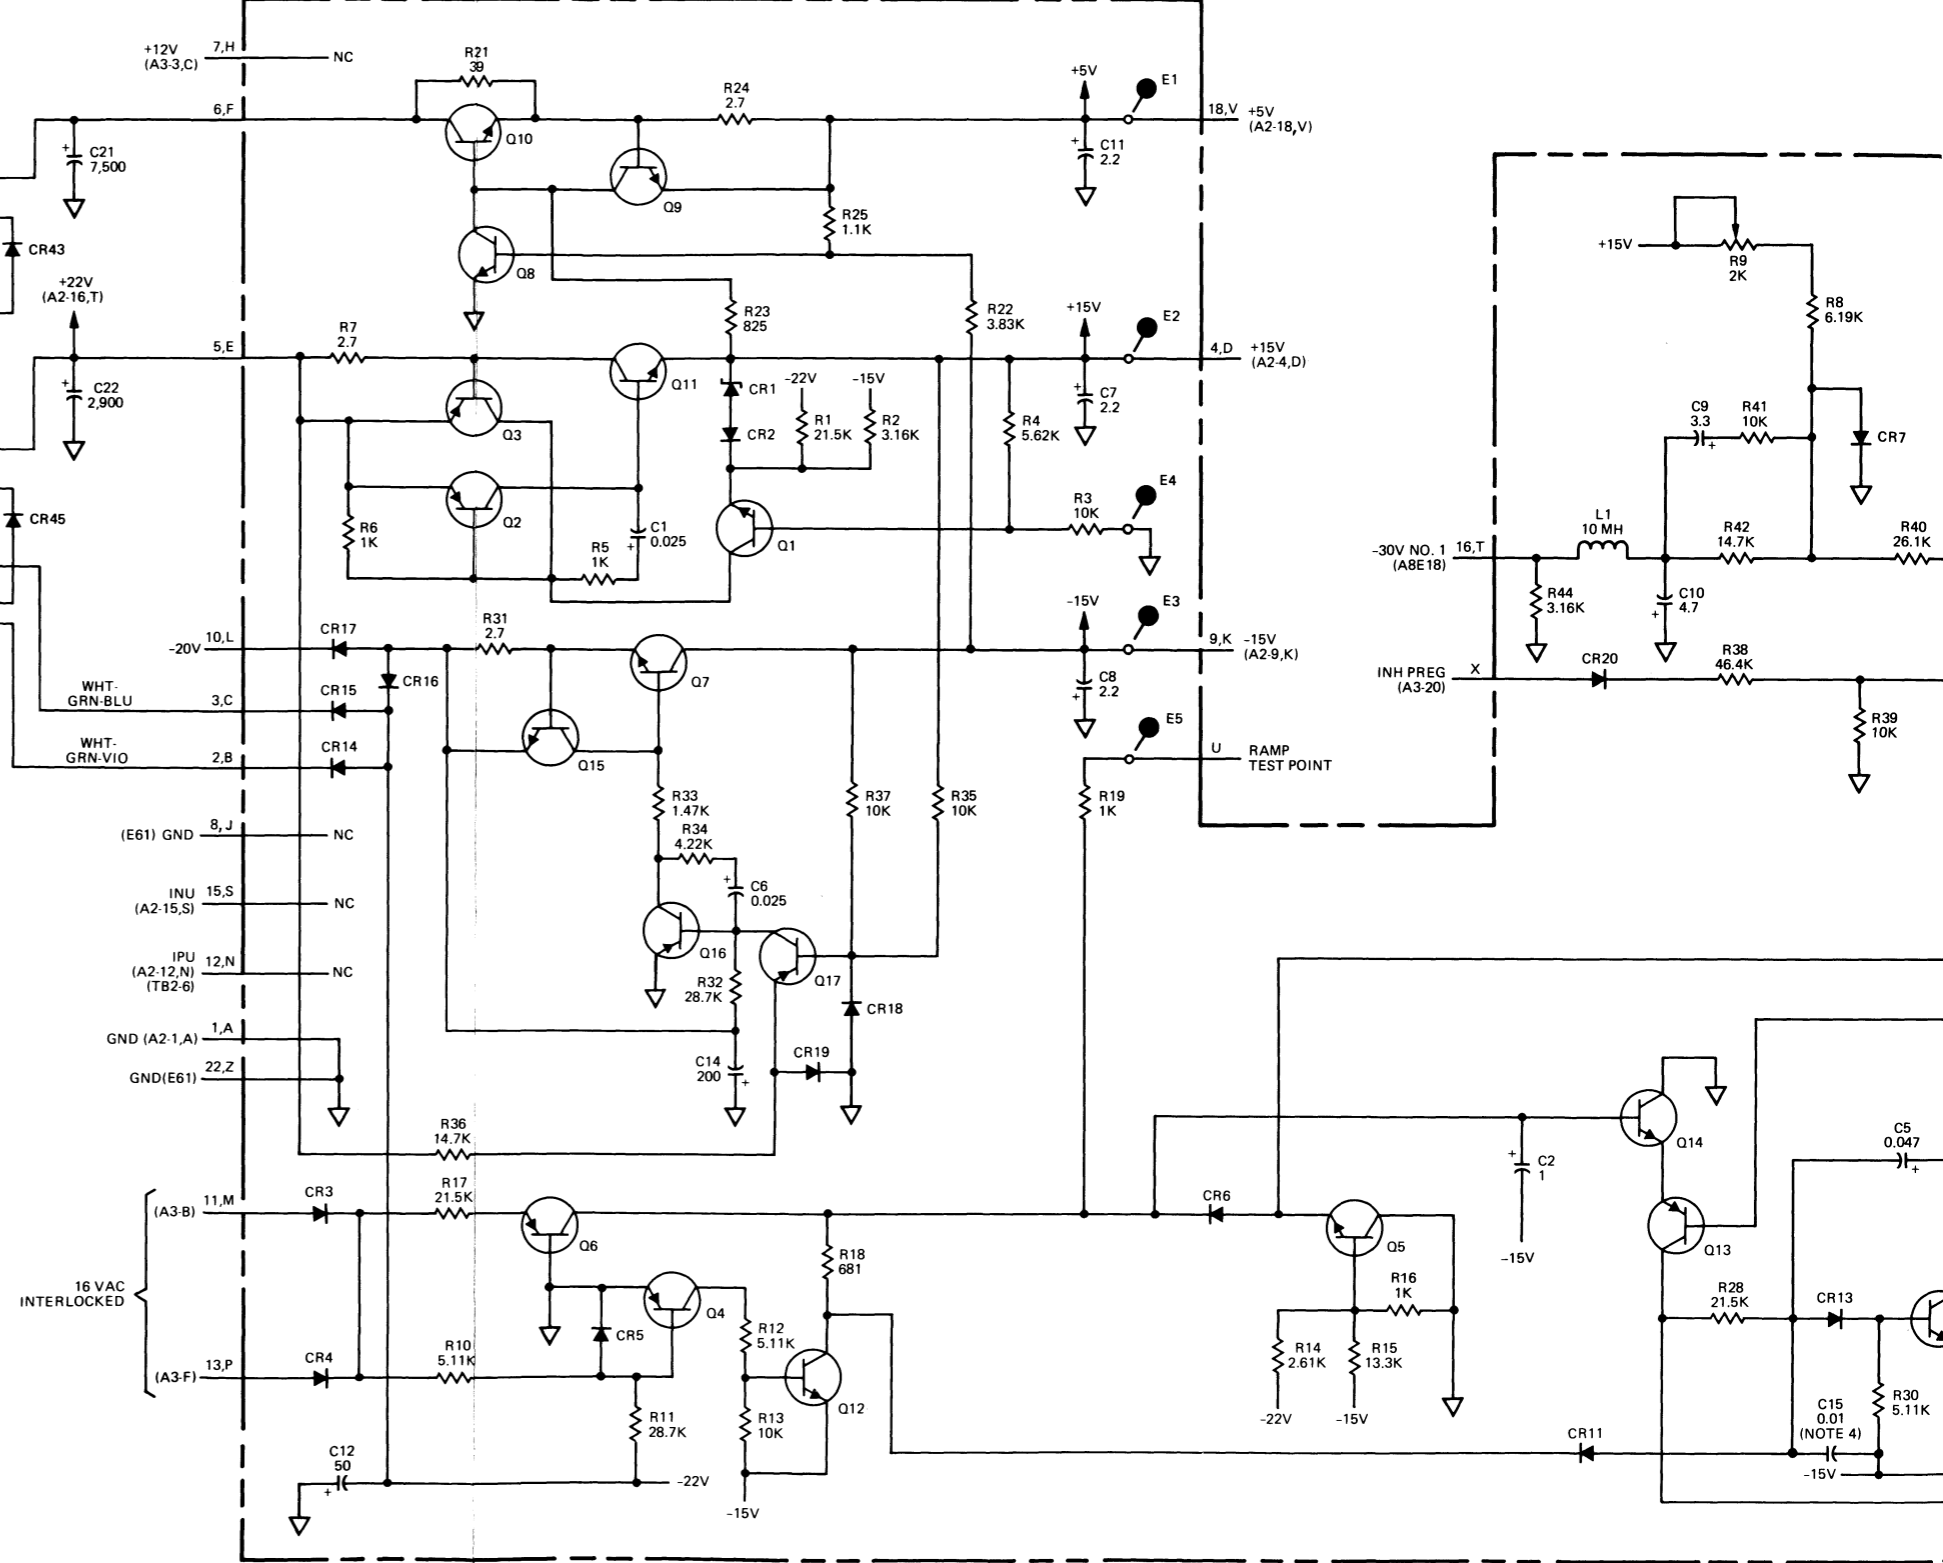 +12V
(A3-3,C)
7,H
NC
R21
39
R24
2.7
+5V
E1
6,F
18,V
+5V
(A2-18,V)
Q10
C21
7,500
+
C11
2.2
+
Q9
R25
1.1K
CR43
Q8
+15V
R9
2K
+22V
(A2-16,T)
R23
825
R22
3.83K
+15V
E2
R8
6.19K
R7
2.7
5,E
4,D
+15V
(A2-4,D)
C22
2,900
+
Q11
CR1
-22V
-15V
C7
2.2
+
Q3
CR2
R1
21.5K
R2
3.16K
R4
5.62K
C9
3.3
+
R41
10K
CR7
CR45
Q2
R6
1K
R5
1K
C1
0.025
+
Q1
R3
10K
E4
L1
10 MH
R42
14.7K
R40
26.1K
-30V NO. 1
(A8E18)
16,T
R44
3.16K
C10
4.7
+
-20V
10,L
CR17
R31
2.7
-15V
E3
9,K
-15V
(A2-9,K)
Q7
CR16
WHT-
GRN-BLU
3,C
CR15
C8
2.2
+
INH PREG
(A3-20)
X
CR20
R38
46.4K
R39
10K
WHT-
GRN-VIO
2,B
CR14
Q15
E5
U
RAMP
TEST POINT
R33
1.47K
R37
10K
R35
10K
R19
1K
(E61) GND
8,J
NC
R34
4.22K
C6
0.025
+
INU
(A2-15,S)
15,S
NC
Q16
Q17
IPU
(A2-12,N)
(TB2-6)
12,N
NC
R32
28.7K
CR18
GND (A2-1,A)
1,A
GND(E61)
22,Z
C14
200
+
CR19
R36
14.7K
Q14
C5
0.047
+
C2
1
+
-15V
(A3-B)
11,M
CR3
R17
21.5K
Q6
CR6
Q5
Q13
16 VAC
INTERLOCKED
R18
681
R16
1K
R28
21.5K
CR13
Q4
CR5
R12
5.11K
R14
2.61K
R15
13.3K
(A3-F)
13,P
CR4
R10
5.11K
Q12
-22V
-15V
R11
28.7K
R13
10K
R30
5.11K
C15
0.01
(NOTE 4)
CR11
-15V
C12
50
+
-22V
-15V